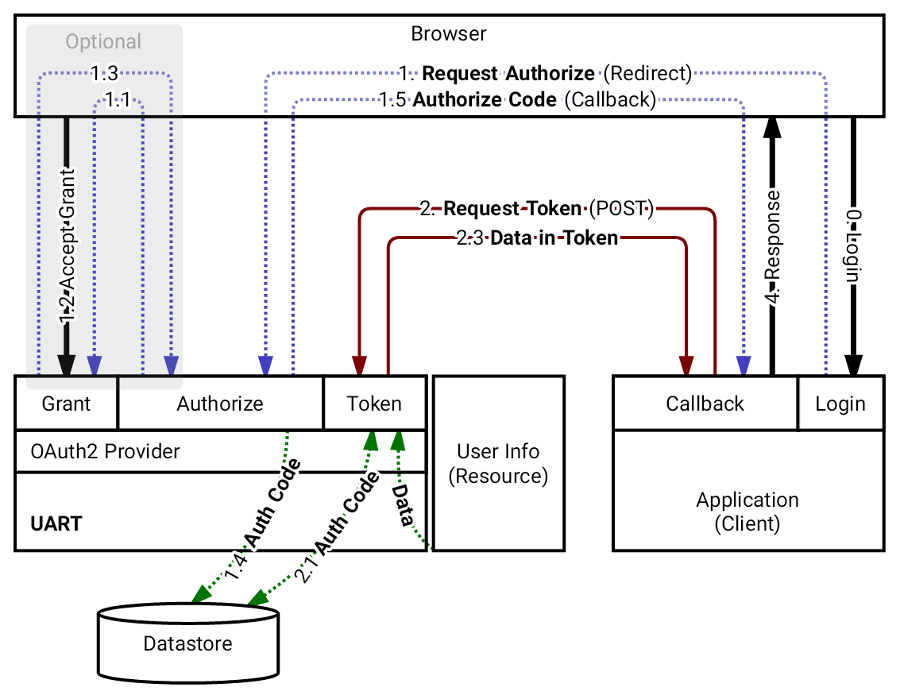 Browser
Optional
1.3
1. Request Authorize (Redirect)
1.1
1.5 Authorize Code (Callback)
1.2 Accept Grant
2. Request Token (POST)
2.3 Data in Token
4. Response
0. Login
Grant
Authorize
Token
Callback
Login
OAuth2 Provider
User Info
(Resource)
UART
Application
(Client)
1.4 Auth Code
2.1 Auth Code
Data
Datastore